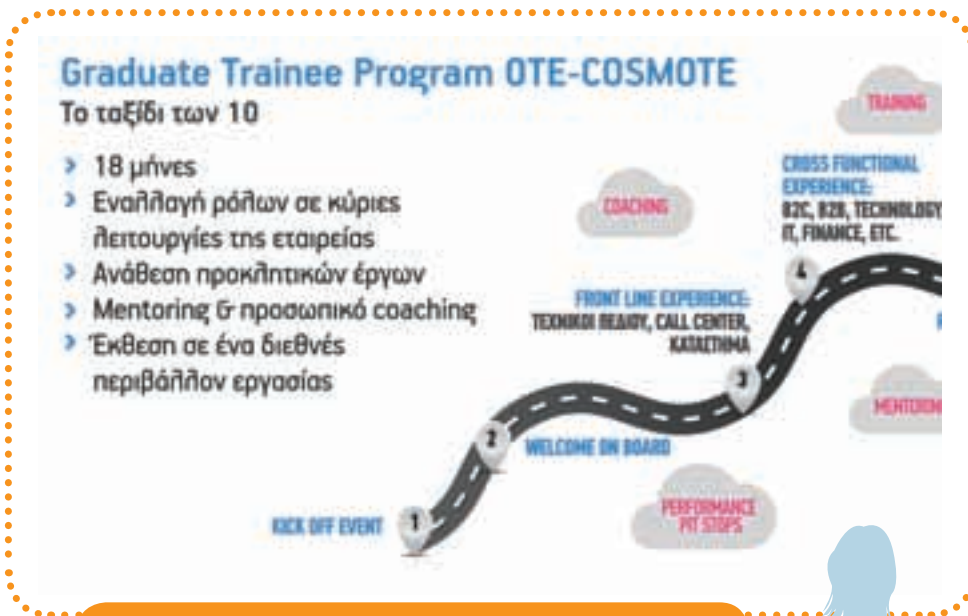 Graduate Trainee Program OTE-COSMOTE
Το ταξίδι των 10
> 18 μήνες
> Εναλλαγή ρόλων σε κύριες
λειτουργίες της εταιρείας
> Ανάθεση προκλητικών έργων
> Mentoring & προσωπικό coaching
> Έκθεση σε ένα διεθνές
περιβάλλον εργασίας
TRAINING
COACHING
CROSS FUNCTIONAL
EXPERIENCE:
B2C, B2B, TECHNOLOGY
IT, FINANCE, ETC.
4
FRONT LINE EXPERIENCE:
ΤΕΧΝΙΚΟΙ ΠΕΔΙΟΥ, CALL CENTER,
ΚΑΤΑΣΤΗΜΑ
3
MENTORING
2
WELCOME ON BOARD
PERFORMANCE
PIT STOPS
KICK OFF EVENT
1